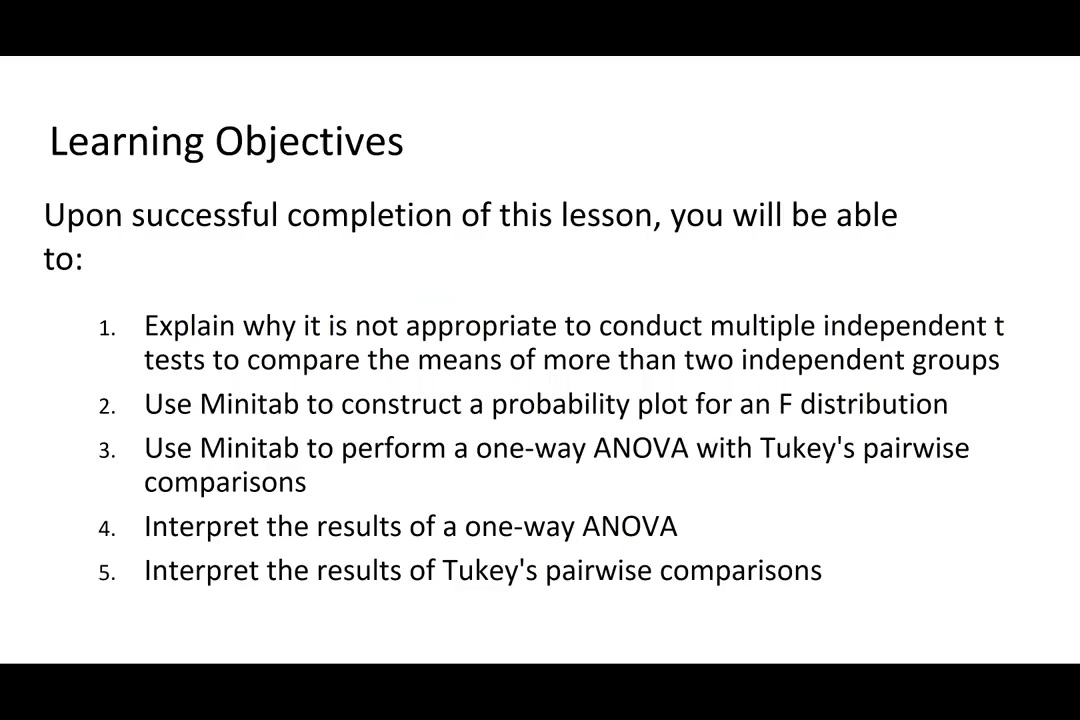 Learning Objectives
Upon successful completion of this lesson, you will be able
to:
1. Explain why it is not appropriate to conduct multiple independent t
tests to compare the means of more than two independent groups
2. Use Minitab to construct a probability plot for an F distribution
3. Use Minitab to perform a one-way ANOVA with Tukey's pairwise
comparisons
4. Interpret the results of a one-way ANOVA
5. Interpret the results of Tukey's pairwise comparisons